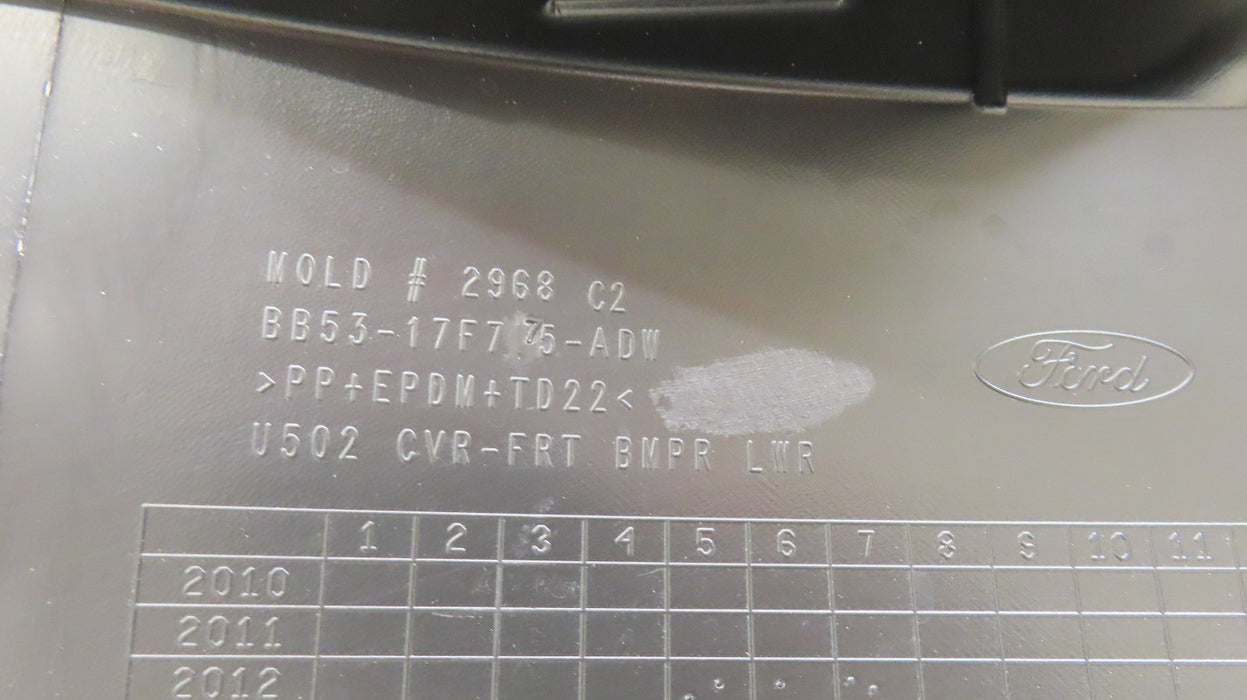 MOLD # 2968 C2
BB53-17F775-ADW
>PP+EPDM+TD22<
U502 CVR-FRT BMPR LWR
Ford
1 2 3 4 5 6 7 8 9 10 11
2010
2011
2012